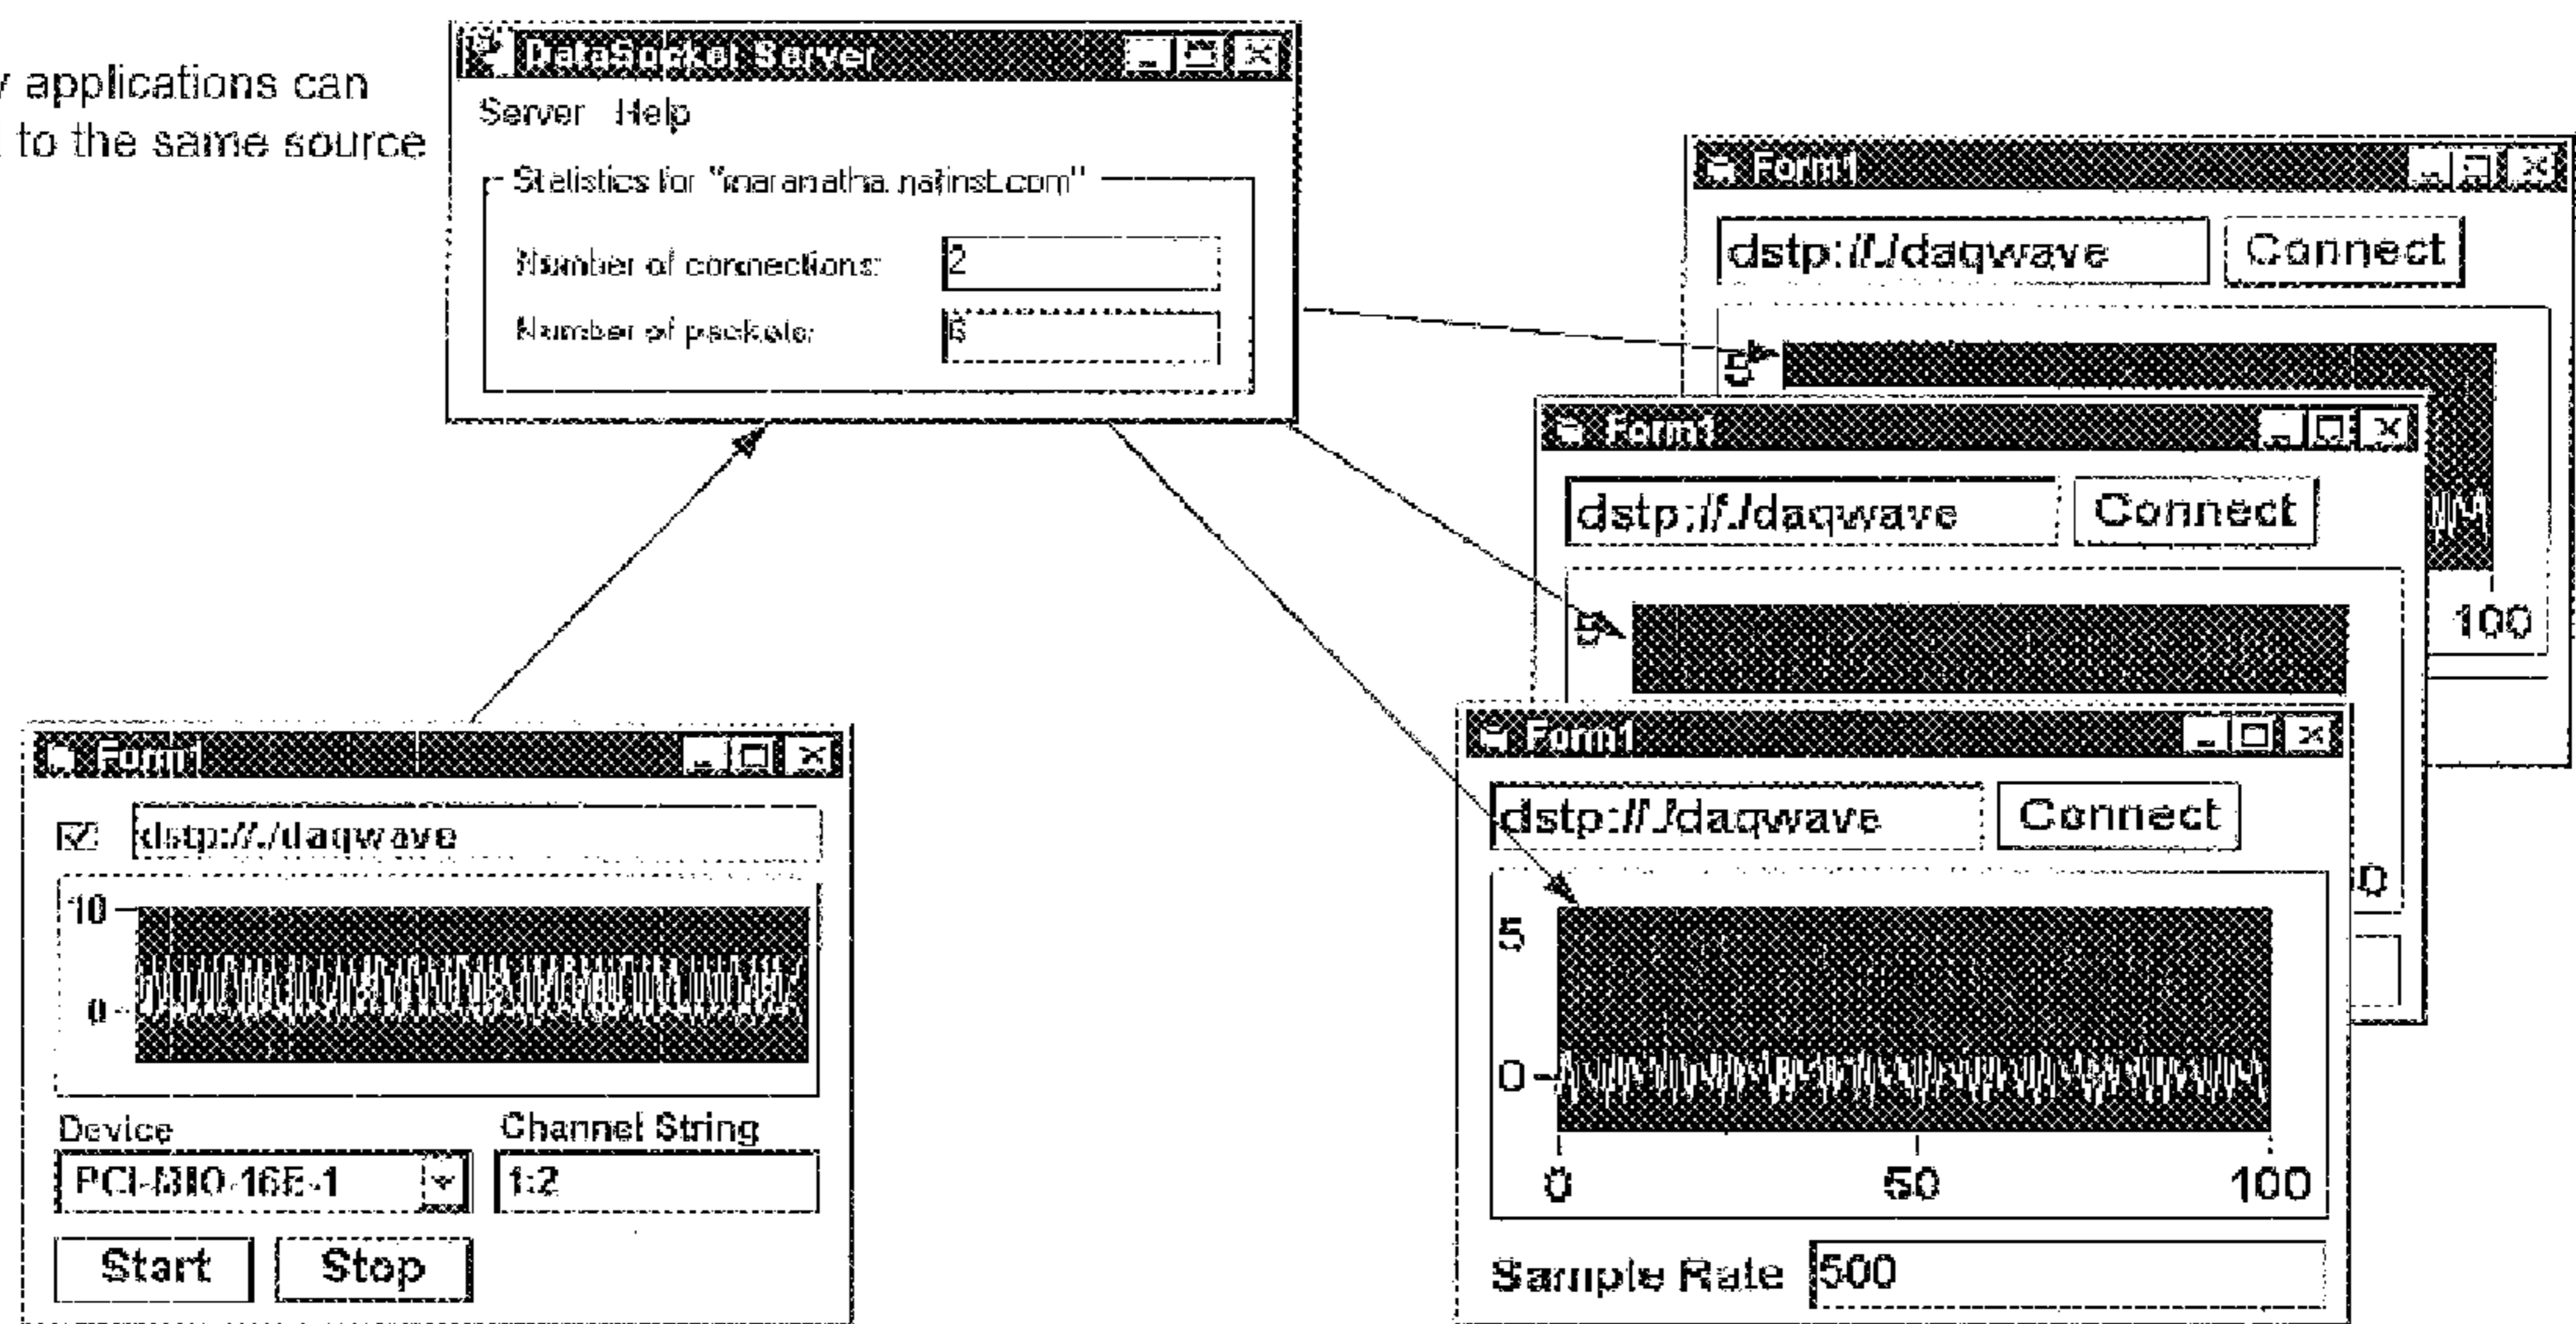 applications can
to the same source
DataSocket Server
Server Help
Statistics for "maranatha.natinst.com"
Number of connections: 2
Number of packets: 6
Form1
dstp://./daqwave Connect
5
100
Form1
dstp://./daqwave Connect
5
0
Form1
dstp://./daqwave Connect
5
0
0 50 100
Sample Rate 500
Form1
dstp://./daqwave
10
0
Device Channel String
PCI-MIO-16E-1 1:2
Start Stop